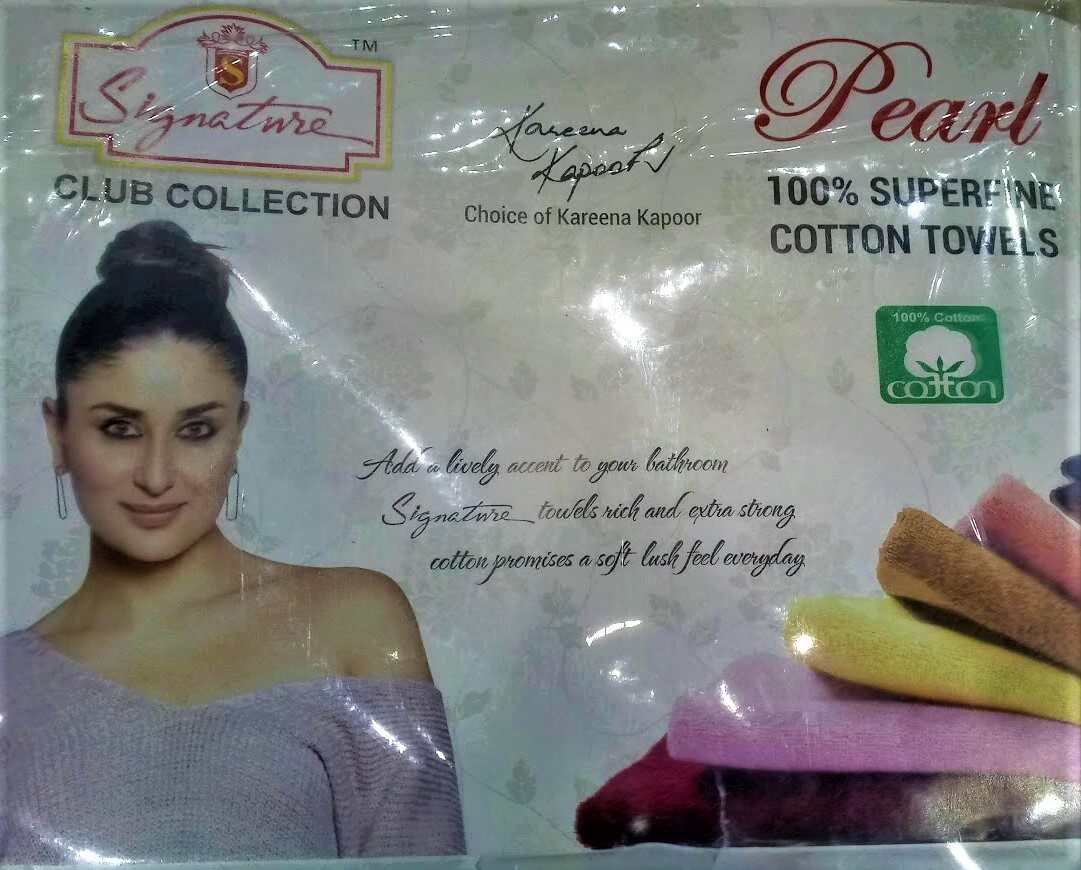 Signature TM
S
CLUB COLLECTION
Kareena
Kapoor
Choice of Kareena Kapoor
Pearl
100% SUPERFINE
COTTON TOWELS
100% Cotton
cotton
Add a lively accent to your bathroom
Signature towels rich and extra strong
cotton promises a soft lush feel everyday